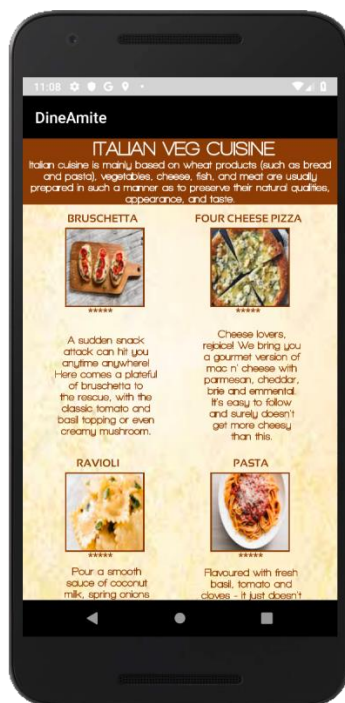 11:08
DineAmite
ITALIAN VEG CUISINE
Italian cuisine is mainly based on wheat products (such as bread
and pasta), vegetables, cheese, fish, and meat are usually
prepared in such a manner as to preserve their natural qualities,
appearance, and taste.
BRUSCHETTA
*****
A sudden snack
attack can hit you
anytime anywhere!
Here comes a plateful
of bruschetta to
the rescue, with the
classic tomato and
basil topping or even
creamy mushroom.
FOUR CHEESE PIZZA
*****
Cheese lovers,
rejoice! We bring you
a gourmet version of
mac n' cheese with
parmesan, cheddar,
brie and emmental.
It's easy to follow
and surely doesn't
get more cheesy
than this.
RAVIOLI
*****
Pour a smooth
sauce of coconut
milk, spring onions
PASTA
*****
Flavoured with fresh
basil, tomato and
cloves - it just doesn't